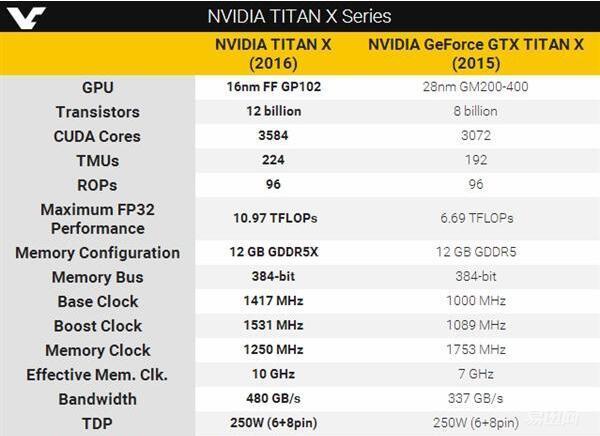 NVIDIA TITAN X Series
NVIDIA TITAN X
(2016)
NVIDIA GeForce GTX TITAN X
(2015)
GPU 16nm FF GP102 28nm GM200-400
Transistors 12 billion 8 billion
CUDA Cores 3584 3072
TMUs 224 192
ROPs 96 96
Maximum FP32
Performance 10.97 TFLOPs 6.69 TFLOPs
Memory Configuration 12 GB GDDR5X 12 GB GDDR5
Memory Bus 384-bit 384-bit
Base Clock 1417 MHz 1000 MHz
Boost Clock 1531 MHz 1089 MHz
Memory Clock 1250 MHz 1753 MHz
Effective Mem. Clk. 10 GHz 7 GHz
Bandwidth 480 GB/s 337 GB/s
TDP 250W (6+8pin) 250W (6+8pin)